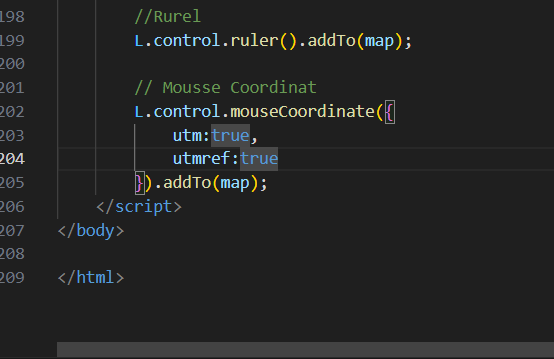 198 //Rurel
199 L.control.ruler().addTo(map);
200
201 // Mousse Coordinat
202 L.control.mouseCoordinate({
203 utm:true,
204 utmref:true
205 }).addTo(map);
206 </script>
207 </body>
208
209 </html>